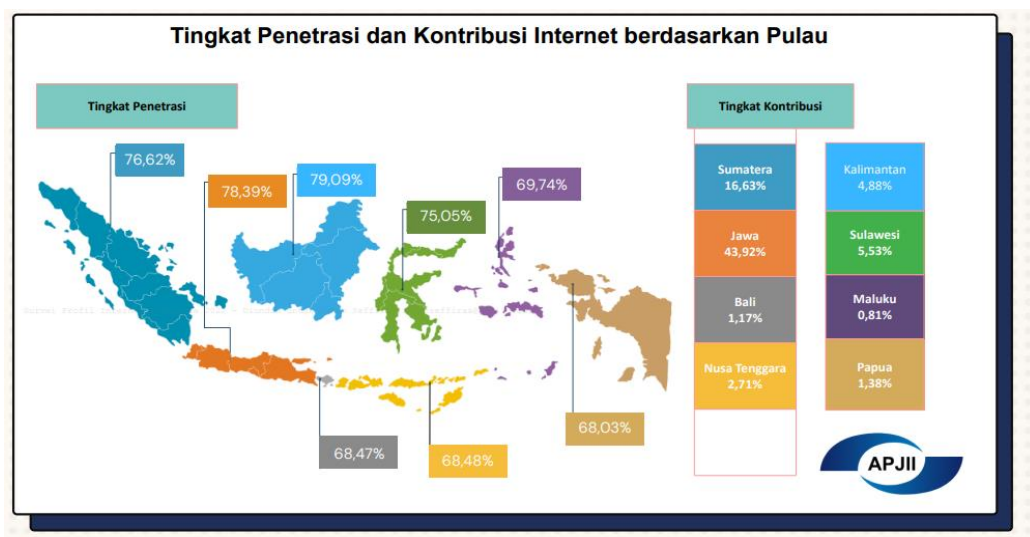 Tingkat Penetrasi dan Kontribusi Internet berdasarkan Pulau
Tingkat Penetrasi
76,62%
78,39%
79,09%
75,05%
69,74%
68,47%
68,48%
68,03%
Tingkat Kontribusi
Sumatera
16,63%
Jawa
43,92%
Bali
1,17%
Nusa Tenggara
2,71%
Kalimantan
4,88%
Sulawesi
5,53%
Maluku
0,81%
Papua
1,38%
APJII